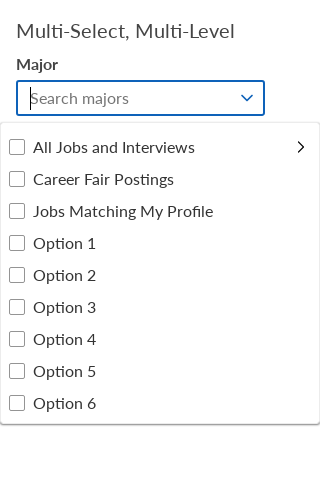 Multi-Select, Multi-Level
Major
Search majors
All Jobs and Interviews
Career Fair Postings
Jobs Matching My Profile
Option 1
Option 2
Option 3
Option 4
Option 5
Option 6